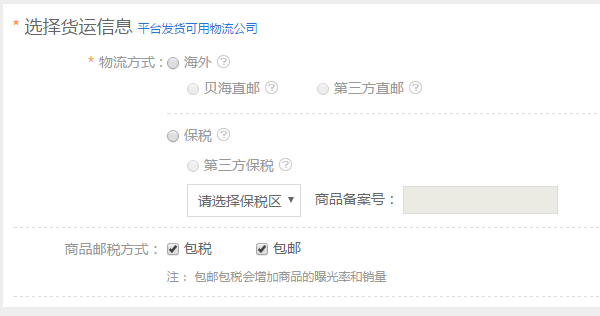 * 选择货运信息 平台发货可用物流公司
* 物流方式： 海外 ?
贝海直邮 ? 第三方直邮 ?
保税 ?
第三方保税 ?
请选择保税区 商品备案号：
商品邮税方式： 包税 包邮
注： 包邮包税会增加商品的曝光率和销量